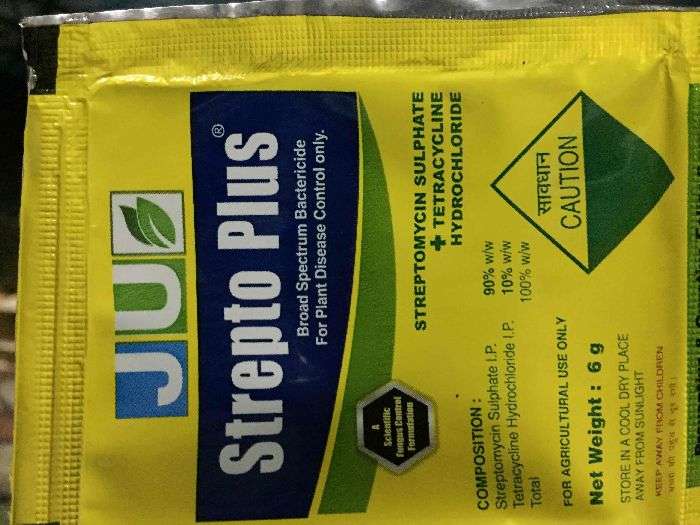 JU
Strepto Plus®
Broad Spectrum Bactericide
For Plant Disease Control only.
A
Scientific
Fungus Control
Formulation
STREPTOMYCIN SULPHATE
+ TETRACYCLINE
HYDROCHLORIDE
COMPOSITION :
Streptomycin Sulphate I.P. 90% w/w
Tetracycline Hydrochloride I.P. 10% w/w
Total 100% w/w
सावधान
CAUTION
FOR AGRICULTURAL USE ONLY
Net Weight : 6 g
STORE IN A COOL DRY PLACE
AWAY FROM SUNLIGHT
KEEP AWAY FROM CHILDREN